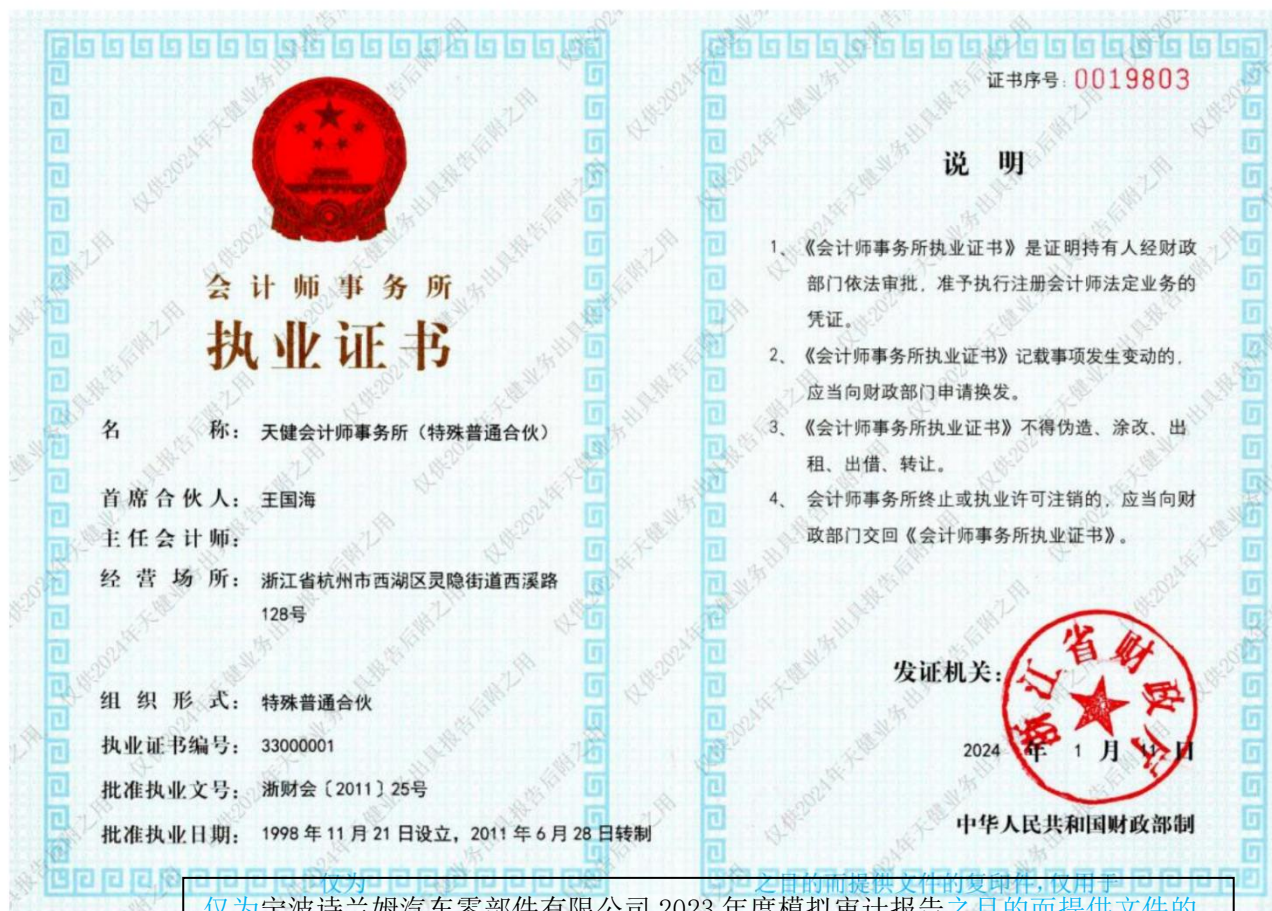 会计师事务所
执业证书
名 称： 天健会计师事务所（特殊普通合伙）
首席合伙人： 王国海
主任会计师：
经 营 场 所： 浙江省杭州市西湖区灵隐街道西溪路
128号
组 织 形 式： 特殊普通合伙
执业证书编号： 33000001
批准执业文号： 浙财会〔2011〕25号
批准执业日期： 1998年11月21日设立，2011年6月28日转制
证书序号：0019803
说 明
1、《会计师事务所执业证书》是证明持有人经财政
部门依法审批，准予执行注册会计师法定业务的
凭证。
2、《会计师事务所执业证书》记载事项发生变动的，
应当向财政部门申请换发。
3、《会计师事务所执业证书》不得伪造、涂改、出
租、出借、转让。
4、 会计师事务所终止或执业许可注销的，应当向财
政部门交回《会计师事务所执业证书》。
发证机关：
浙江省财政厅
2024 年 1 月 11 日
中华人民共和国财政部制
仅为 之目的而提供文件的复印件，仅用于
仅为宁波诗兰姆汽车零部件有限公司2023年度模拟审计报告之目的而提供文件的
仅供2024年天健业务出具报告后附之用